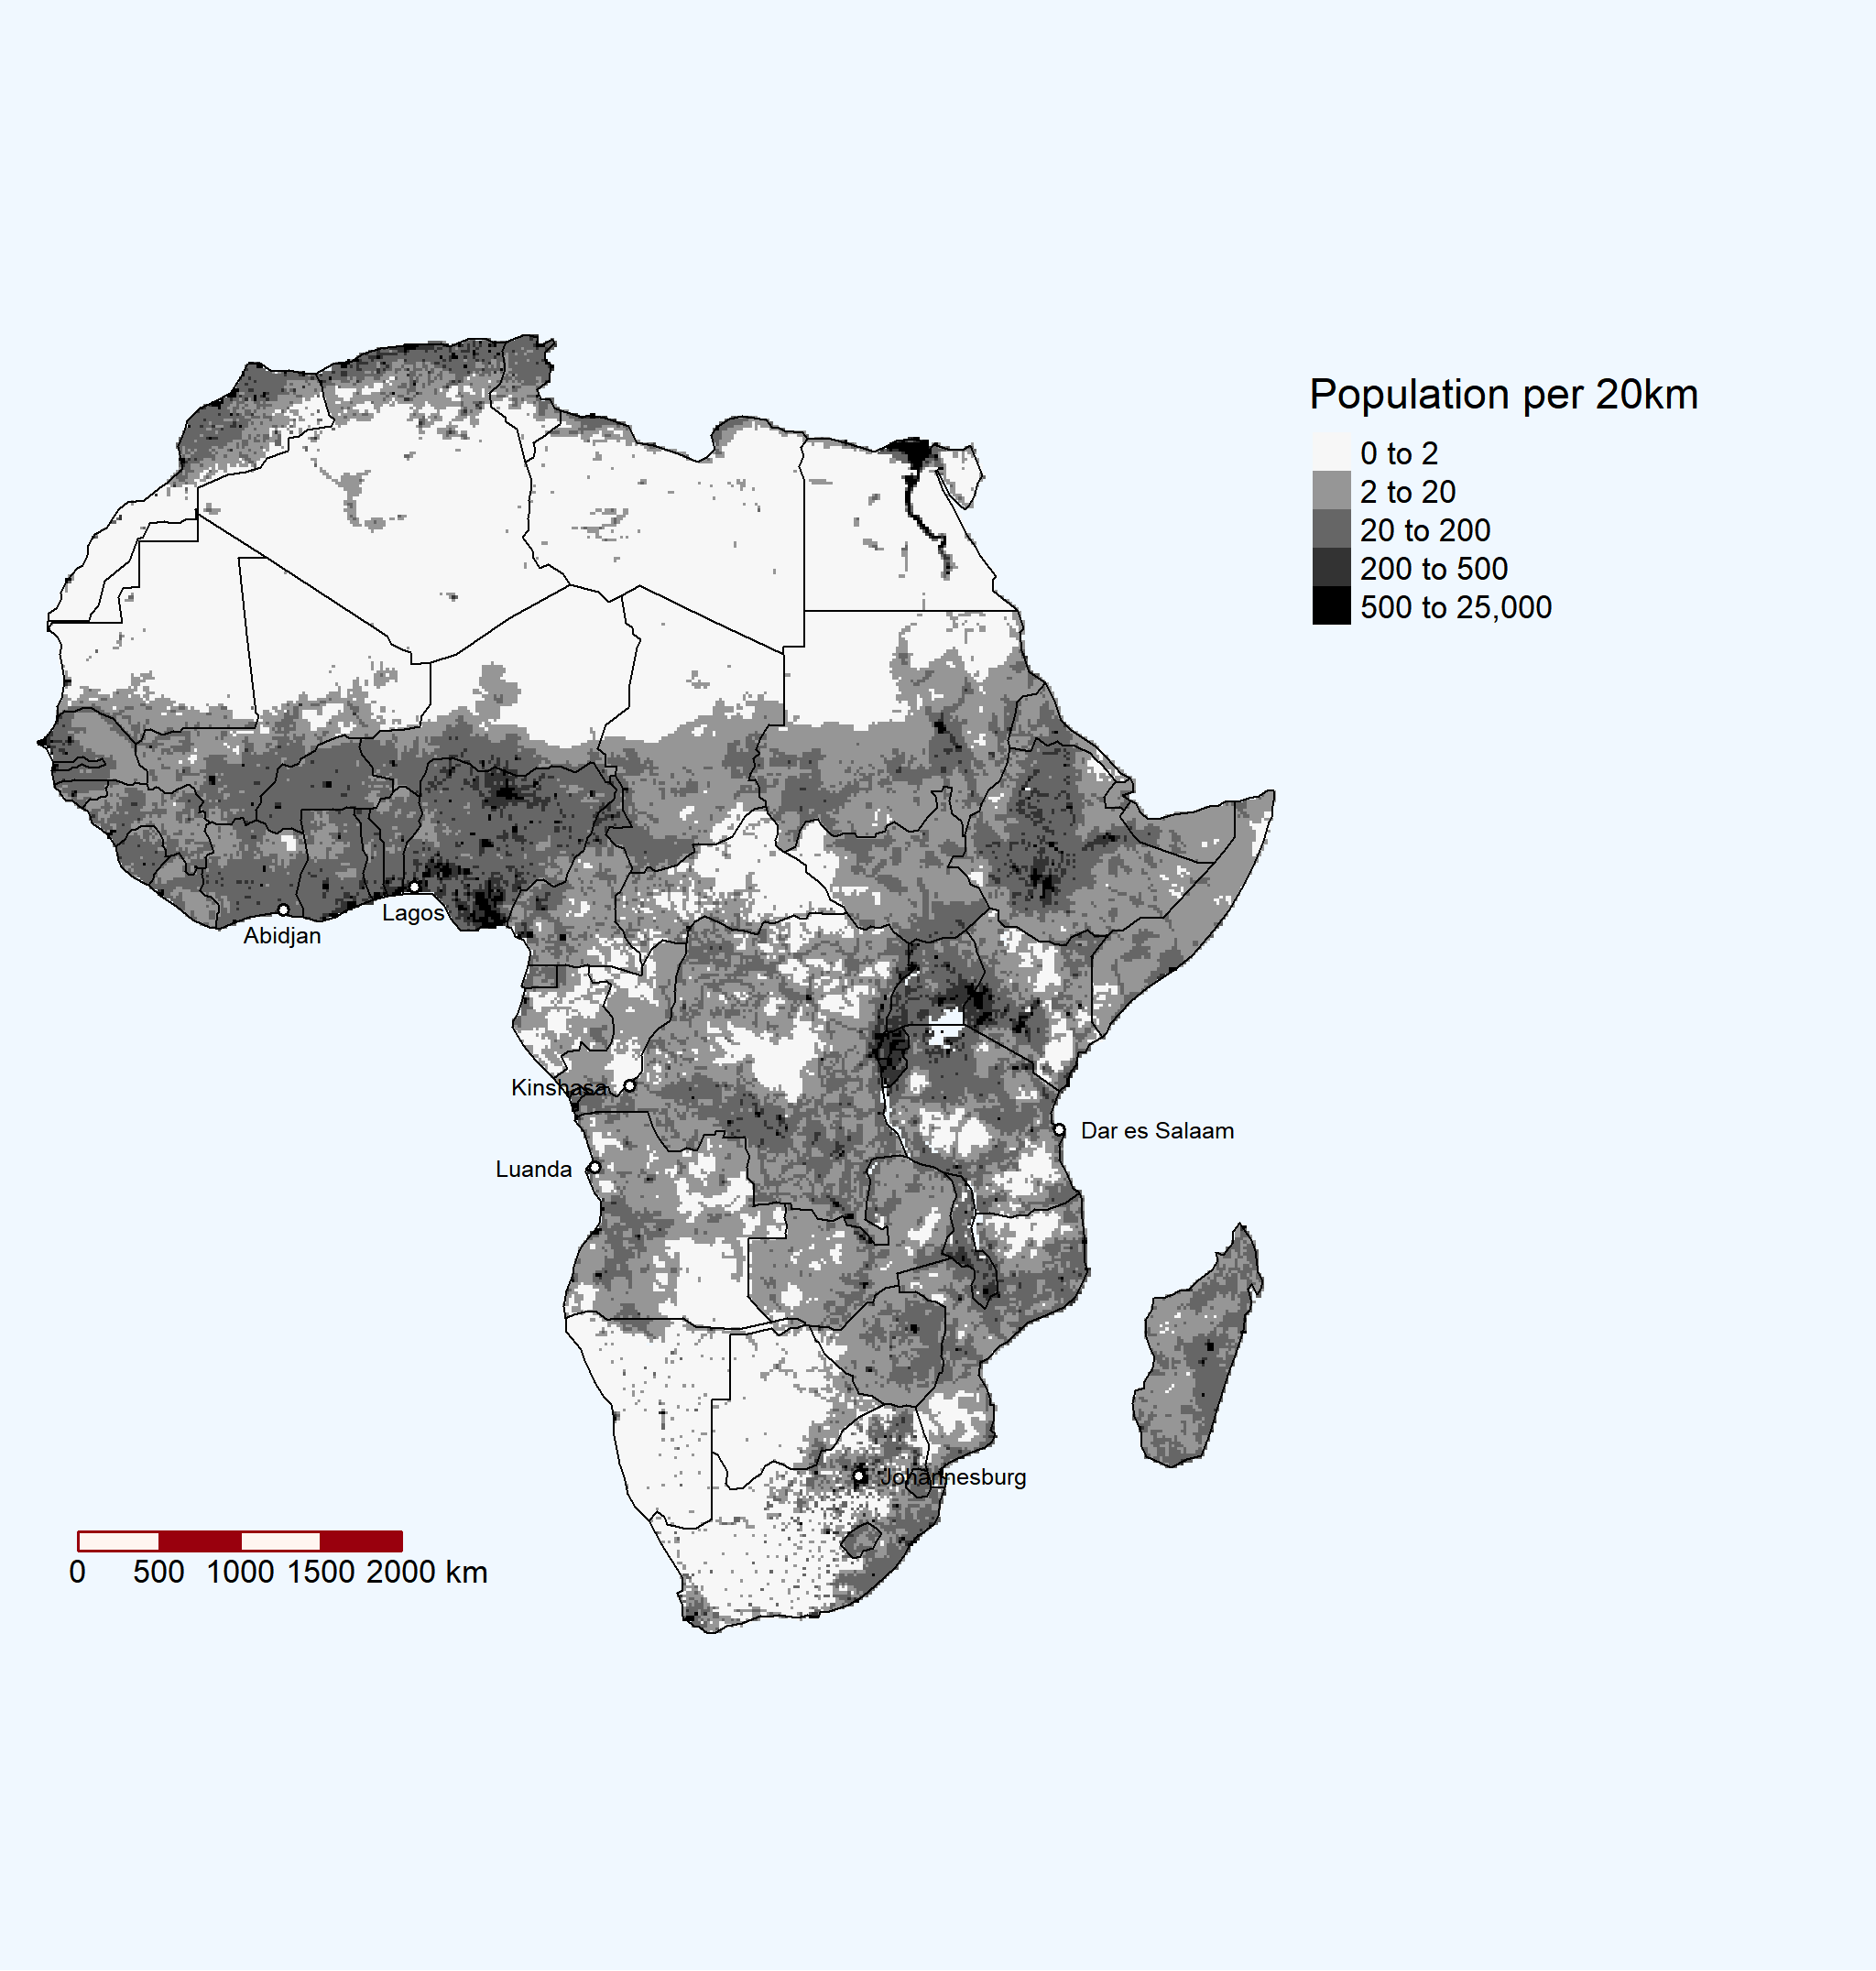 Population per 20km
0 to 2
2 to 20
20 to 200
200 to 500
500 to 25,000
Lagos
Abidjan
Kinshasa
Dar es Salaam
Luanda
Johannesburg
0 500 1000 1500 2000 km